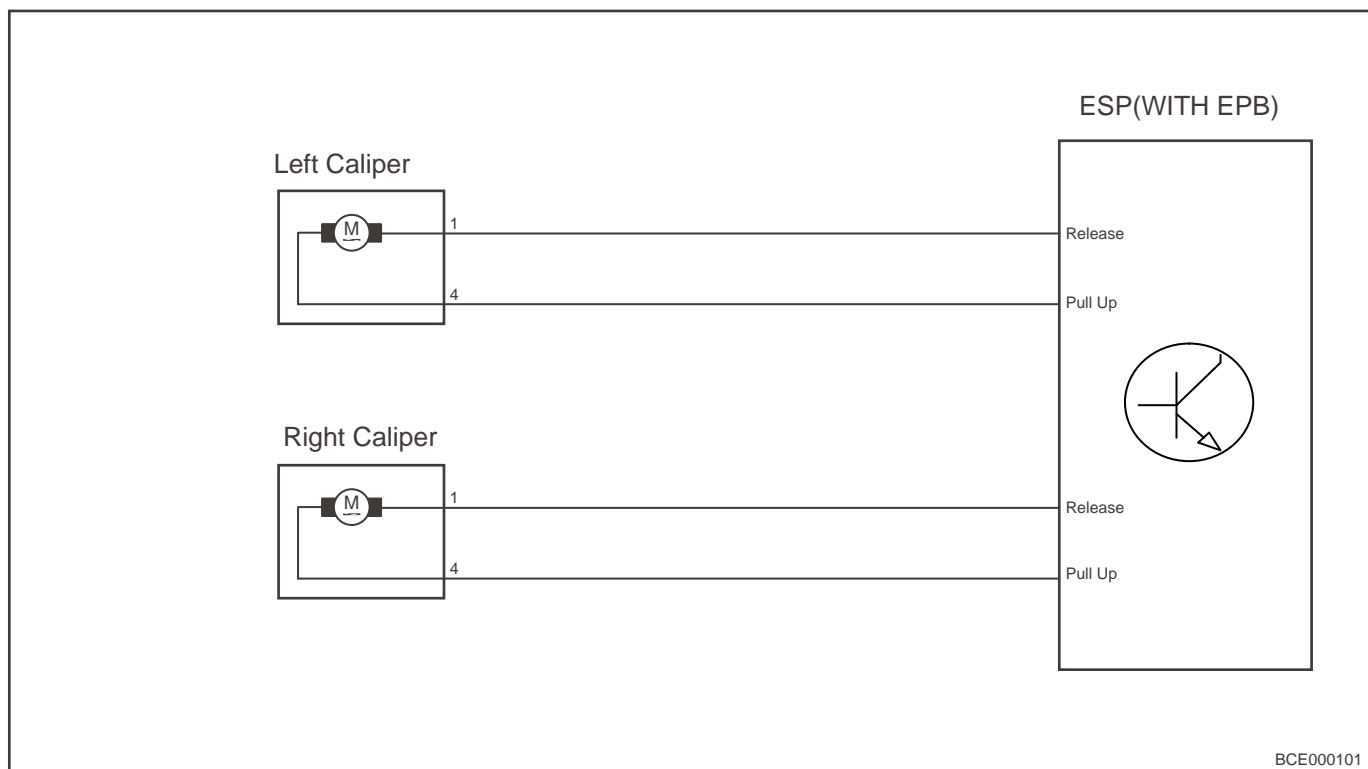 ESP(WITH EPB)
Left Caliper
M
1
Release
4
Pull Up
Right Caliper
M
1
Release
4
Pull Up
BCE000101